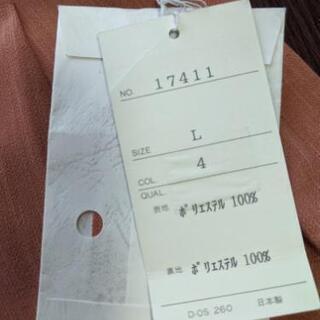 NO. 17411
SIZE L
COL. 4
QUAL.
表地 ポリエステル 100%
裏地 ポリエステル 100%
D-OS 260 日本製